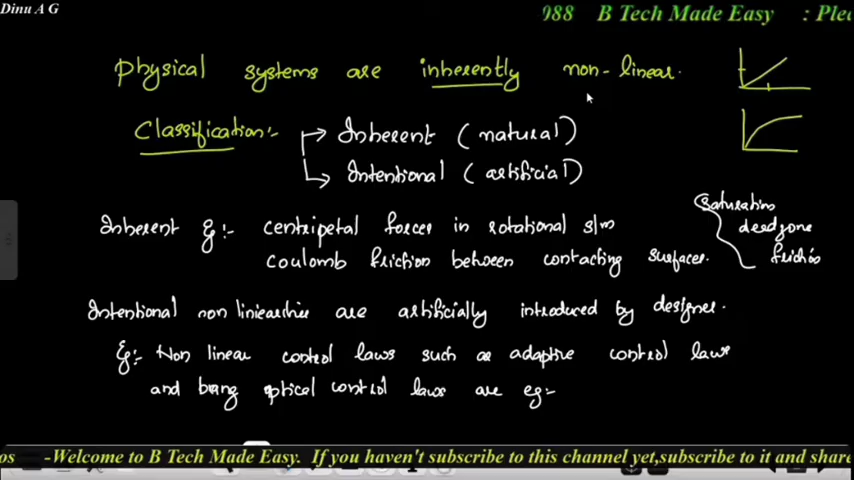 Dinu A G
988 B Tech Made Easy : Ple
Physical systems are inherently non-linear.
Classification:-
Inherent (natural)
Intentional (artificial)
Inherent Eg:- centripetal forces in rotational s/m
coulomb friction between contacting surfaces.
saturation
deadzone
friction
Intentional non liniearities are artificially introduced by designer.
Eg:- Non linear control laws such as adaptive control laws
and bang optical control laws are eg:-
os -Welcome to B Tech Made Easy. If you haven't subscribe to this channel yet,subscribe to it and share